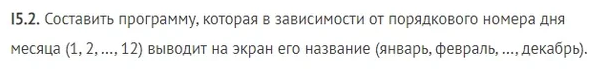 15.2. Составить программу, которая в зависимости от порядкового номера дня
месяца (1, 2, ..., 12) выводит на экран его название (январь, февраль, ..., декабрь).